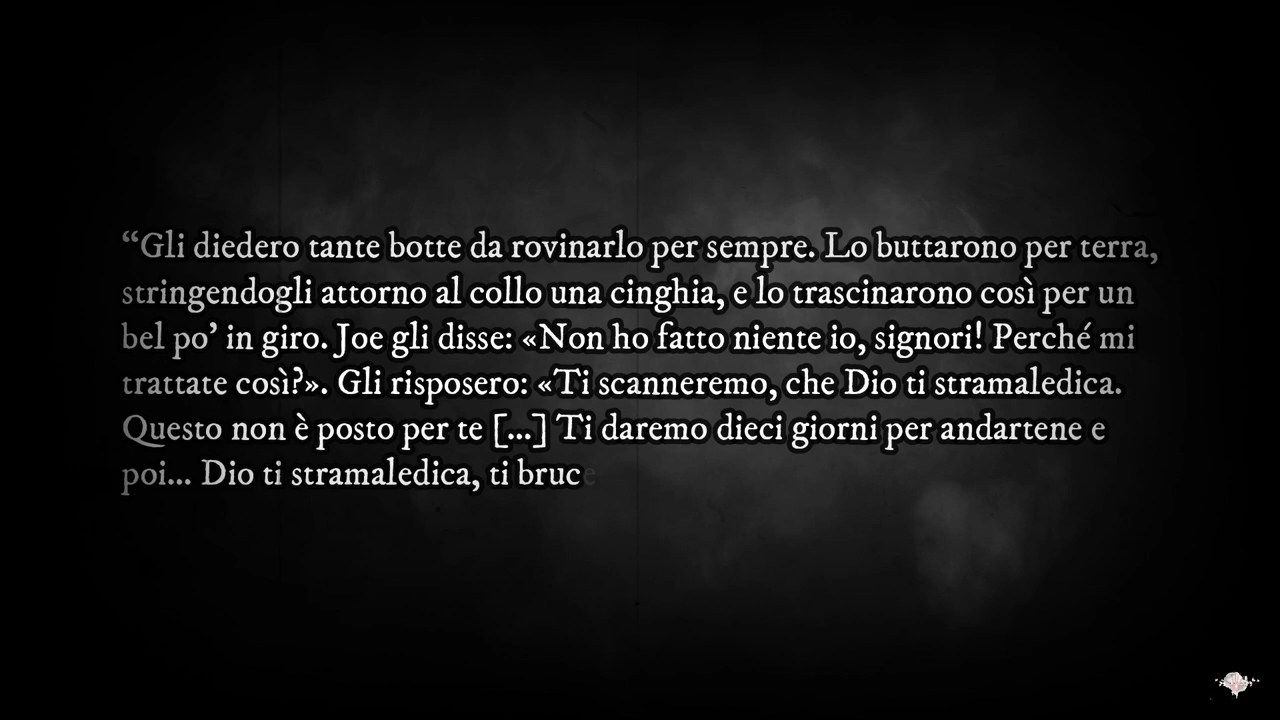 “Gli diedero tante botte da rovinarlo per sempre. Lo buttarono per terra,
stringendogli attorno al collo una cinghia, e lo trascinarono così per un
bel po’ in giro. Joe gli disse: «Non ho fatto niente io, signori! Perché mi
trattate così?». Gli risposero: «Ti scanneremo, che Dio ti stramaledica.
Questo non è posto per te [...] Ti daremo dieci giorni per andartene e
poi... Dio ti stramaledica, ti bruce